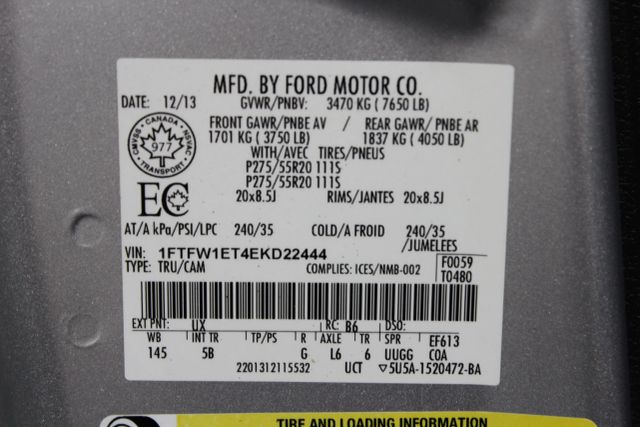 MFD. BY FORD MOTOR CO.
DATE: 12/13 GVWR/PNBV: 3470 KG ( 7650 LB)
FRONT GAWR/PNBE AV / REAR GAWR/ PNBE AR
1701 KG ( 3750 LB) 1837 KG ( 4050 LB)
WITH/AVEC TIRES/PNEUS
P275/55R20 111S
P275/55R20 111S
20x8.5J RIMS/JANTES 20x8.5J
CMVSS • CANADA • NSVAC
977
TRANSPORT
EC
AT/A kPa/PSI/LPC 240/35 COLD/A FROID 240/35
/JUMELEES
VIN: 1FTFW1ET4EKD22444
TYPE: TRU/CAM COMPLIES: ICES/NMB-002
F0059
T0480
EXT PNT: UX RC: B6 DSO:
WB INT TR TP/PS R AXLE TR SPR EF613
145 5B G L6 6 UUGG COA
2201312115532 UCT ▽5U5A-1520472-BA
TIRE AND LOADING INFORMATION